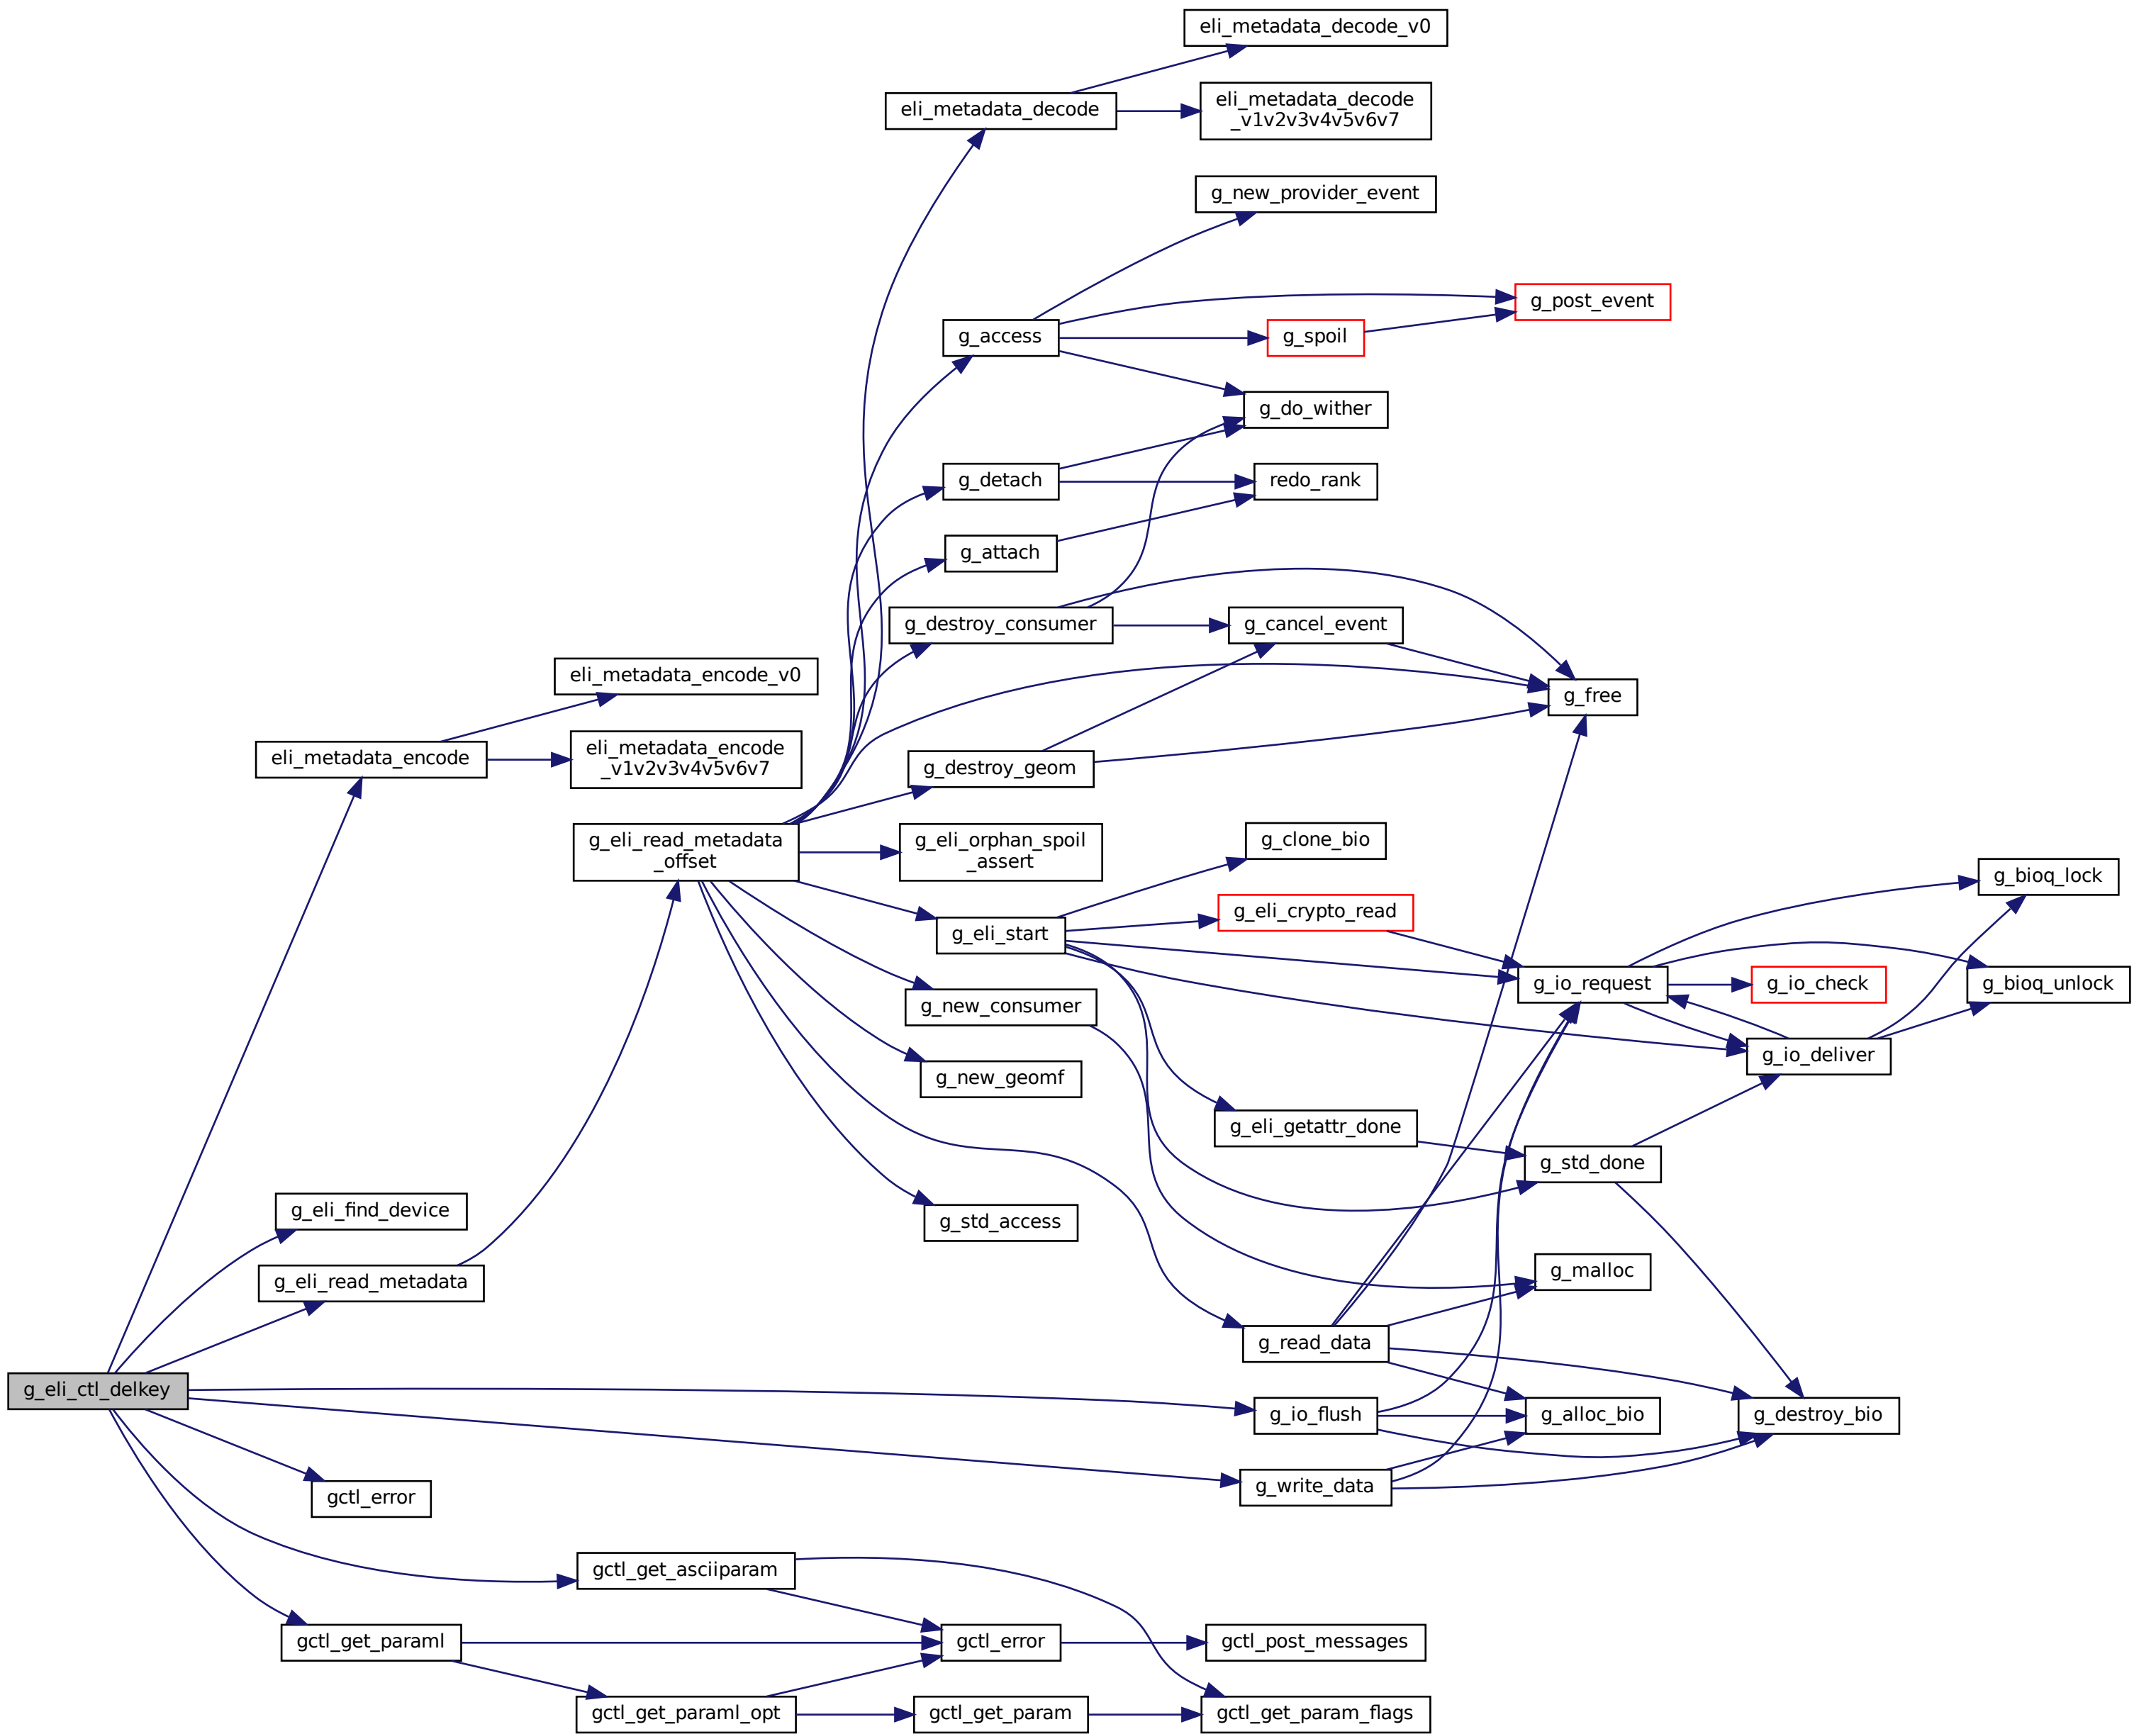 eli_metadata_decode_v0
eli_metadata_decode
eli_metadata_decode
_v1v2v3v4v5v6v7
g_new_provider_event
g_post_event
g_access
g_spoil
g_do_wither
g_detach
redo_rank
g_attach
g_destroy_consumer
g_cancel_event
eli_metadata_encode_v0
g_free
eli_metadata_encode
eli_metadata_encode
_v1v2v3v4v5v6v7
g_destroy_geom
g_eli_read_metadata
_offset
g_eli_orphan_spoil
_assert
g_clone_bio
g_bioq_lock
g_eli_crypto_read
g_eli_start
g_io_request
g_io_check
g_bioq_unlock
g_new_consumer
g_io_deliver
g_new_geomf
g_eli_getattr_done
g_std_done
g_eli_find_device
g_std_access
g_eli_read_metadata
g_malloc
g_read_data
g_eli_ctl_delkey
g_io_flush
g_alloc_bio
g_destroy_bio
gctl_error
g_write_data
gctl_get_asciiparam
gctl_get_paraml
gctl_error
gctl_post_messages
gctl_get_paraml_opt
gctl_get_param
gctl_get_param_flags